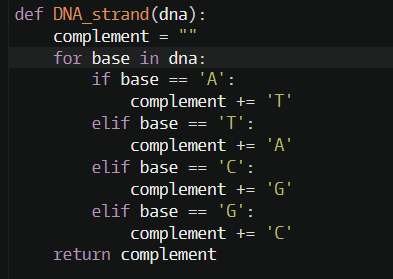 def DNA_strand(dna):
    complement = ""
    for base in dna:
        if base == 'A':
            complement += 'T'
        elif base == 'T':
            complement += 'A'
        elif base == 'C':
            complement += 'G'
        elif base == 'G':
            complement += 'C'
    return complement